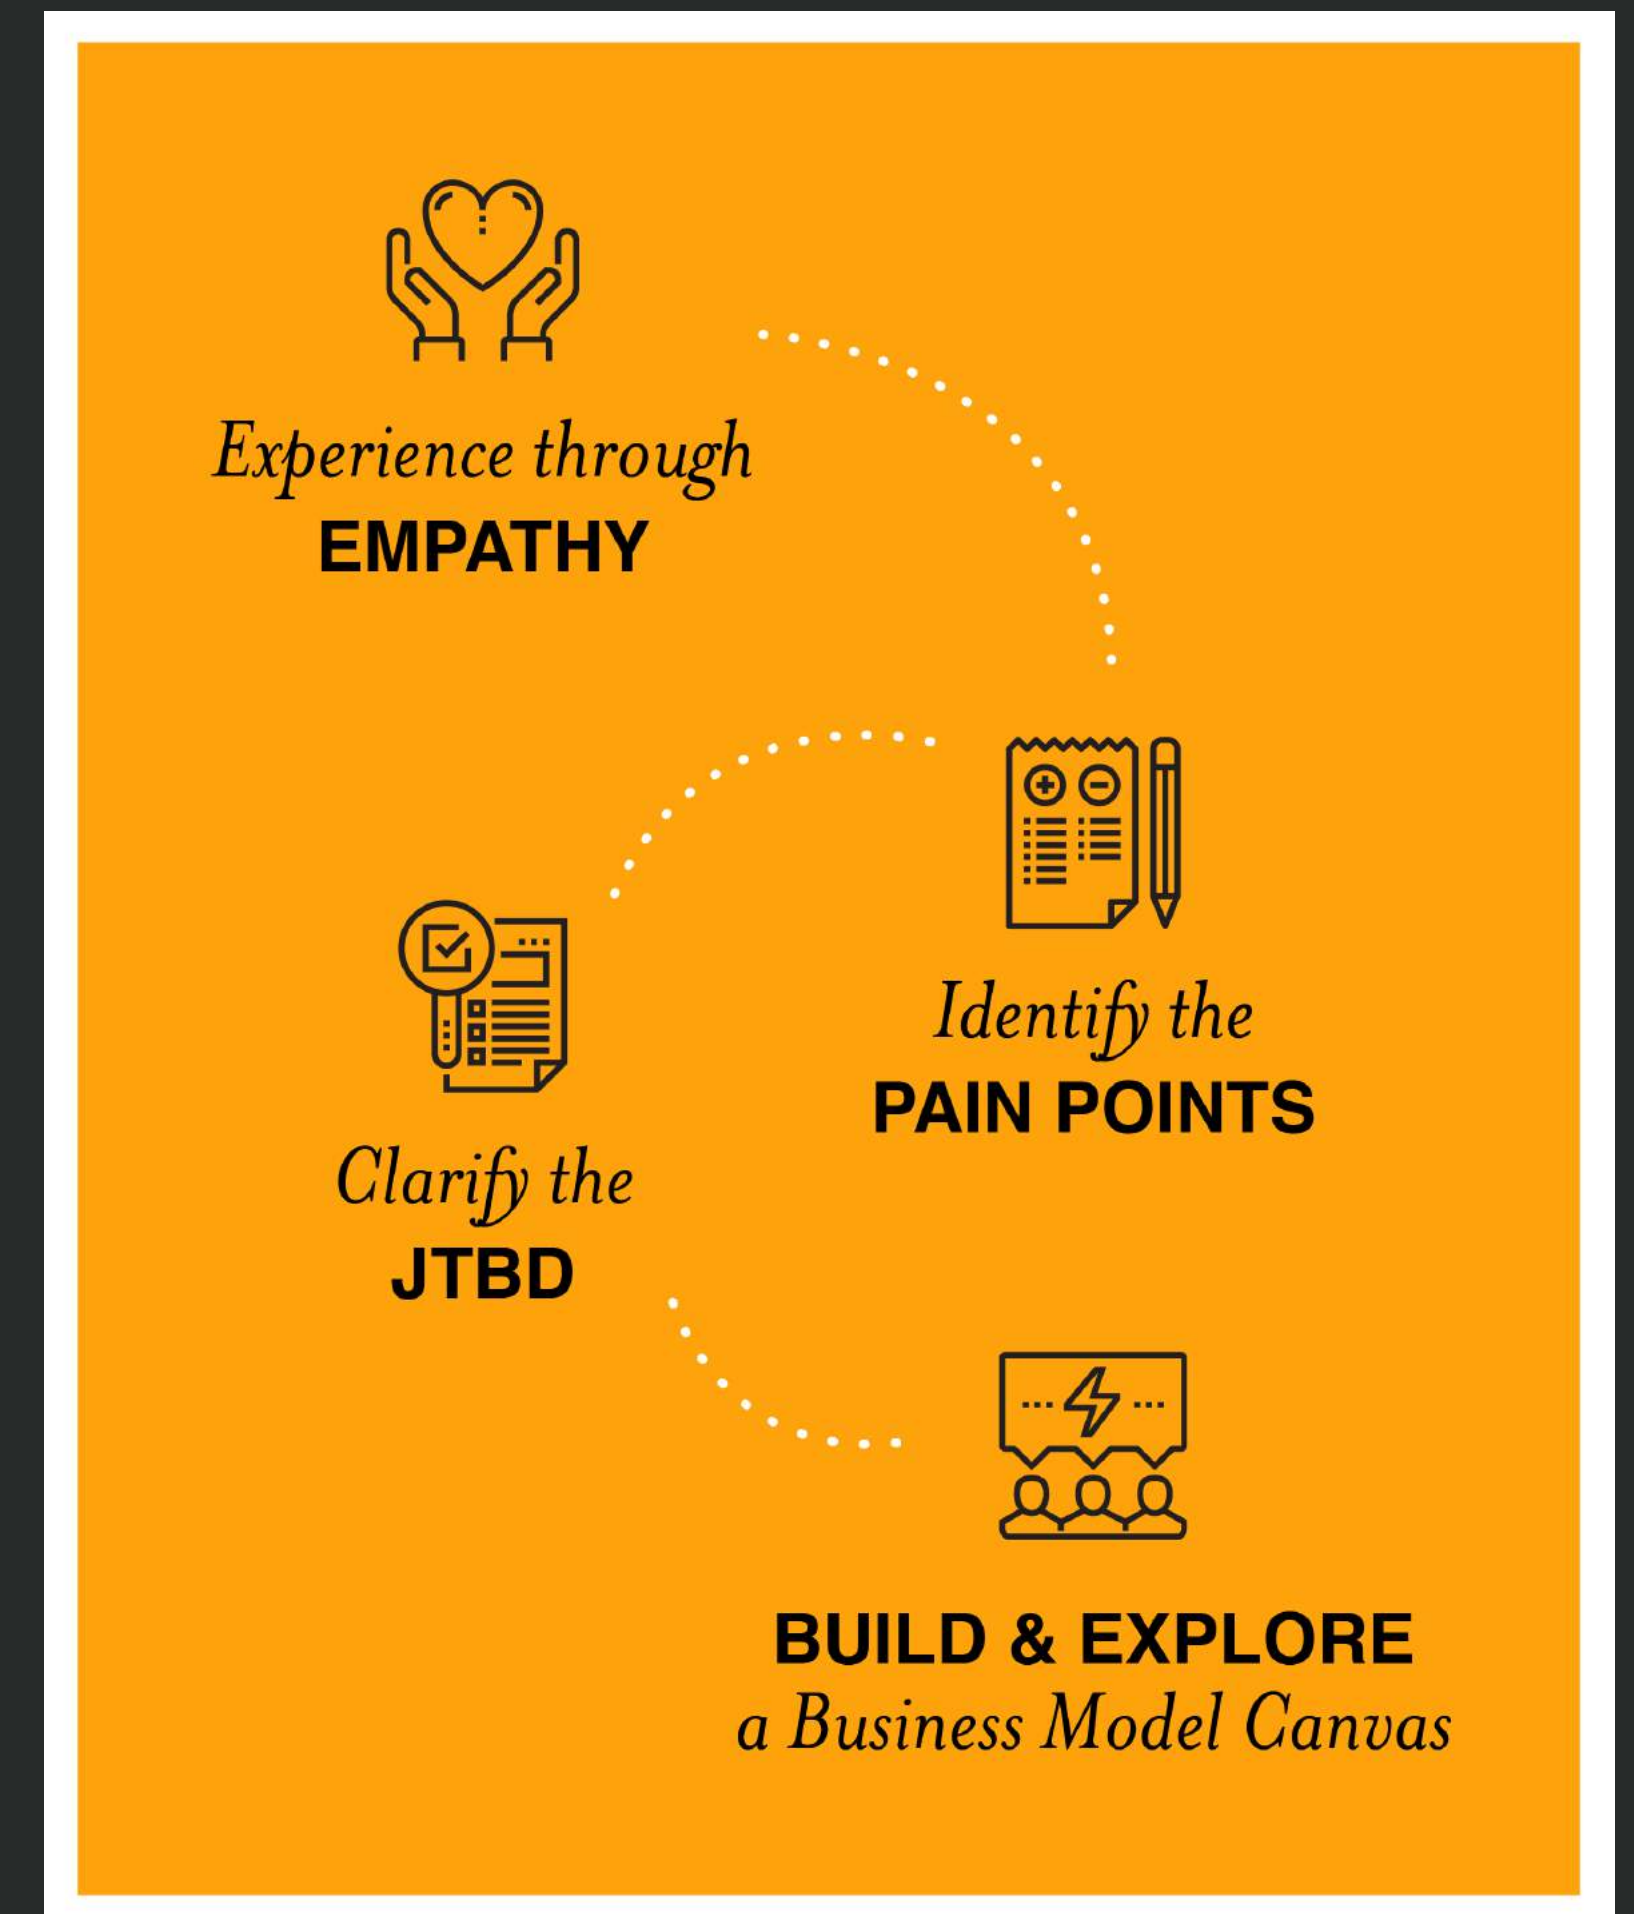 Experience through
EMPATHY
Identify the
PAIN POINTS
Clarify the
JTBD
BUILD & EXPLORE
a Business Model Canvas